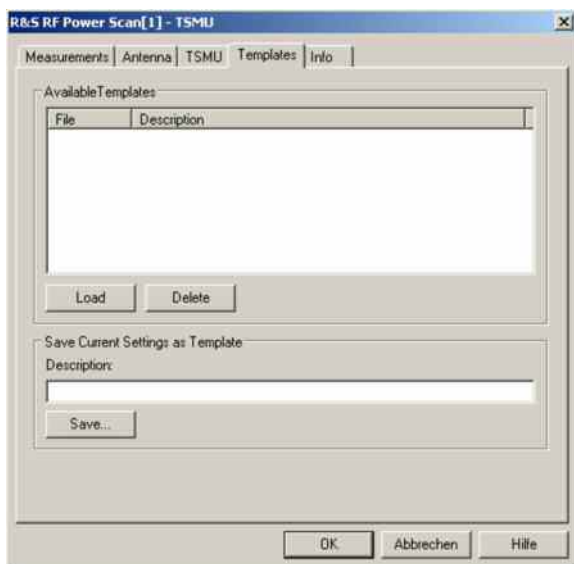 R&S RF Power Scan[1] - TSMU
Measurements Antenna TSMU Templates Info
AvailableTemplates
File Description
Load Delete
Save Current Settings as Template
Description:
Save...
OK Abbrechen Hilfe